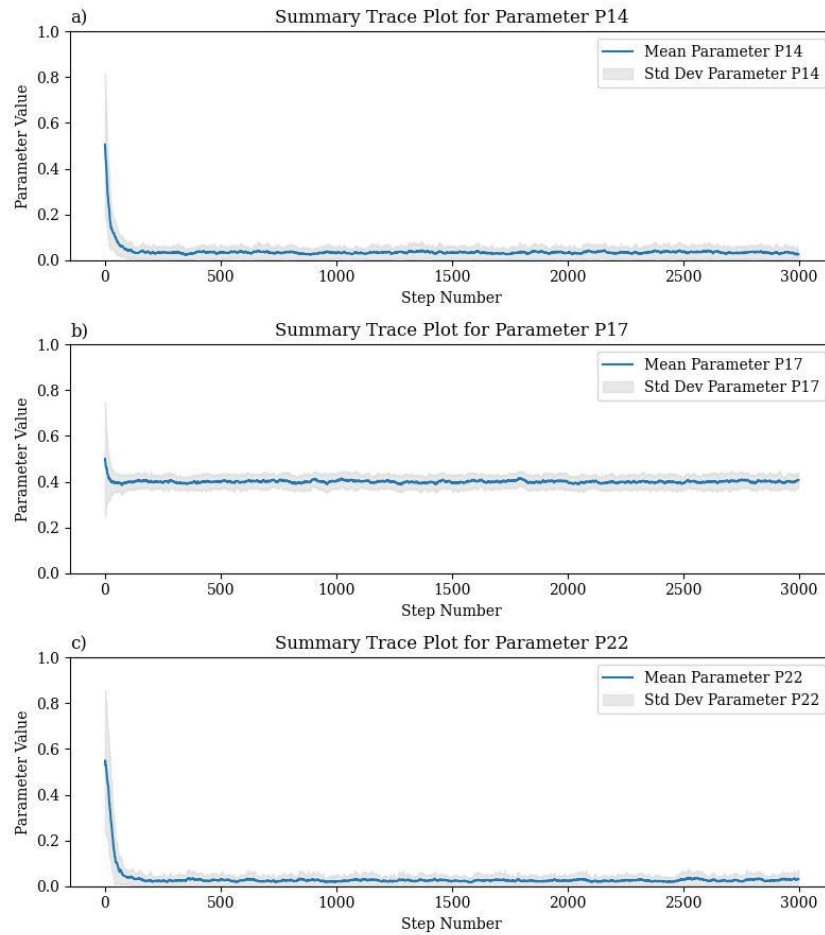 a)
Summary Trace Plot for Parameter P14
1.0
0.8
0.6
0.4
0.2
0.0
Parameter Value
Mean Parameter P14
Std Dev Parameter P14
0 500 1000 1500 2000 2500 3000
Step Number
b)
Summary Trace Plot for Parameter P17
1.0
0.8
0.6
0.4
0.2
0.0
Parameter Value
Mean Parameter P17
Std Dev Parameter P17
0 500 1000 1500 2000 2500 3000
Step Number
c)
Summary Trace Plot for Parameter P22
1.0
0.8
0.6
0.4
0.2
0.0
Parameter Value
Mean Parameter P22
Std Dev Parameter P22
0 500 1000 1500 2000 2500 3000
Step Number